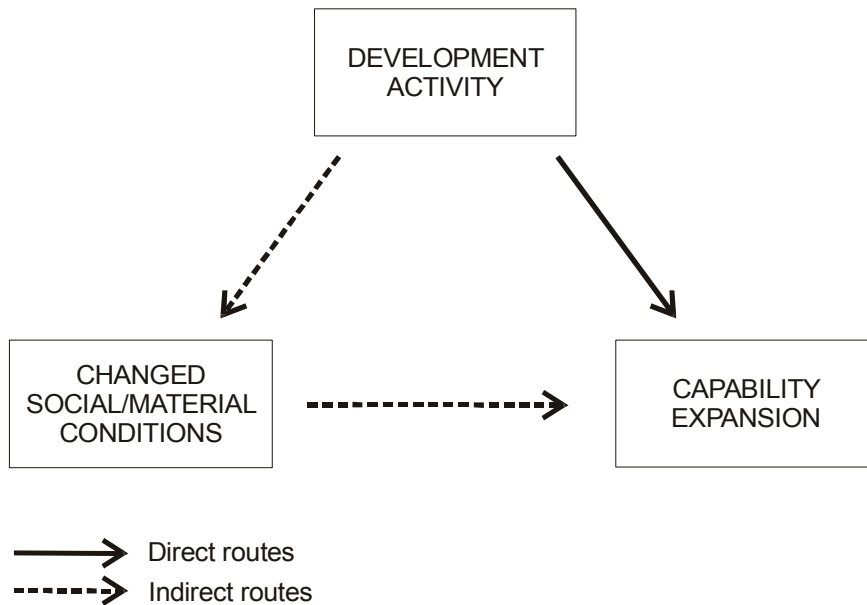 DEVELOPMENT
ACTIVITY
CHANGED
SOCIAL/MATERIAL
CONDITIONS
CAPABILITY
EXPANSION
Direct routes
Indirect routes